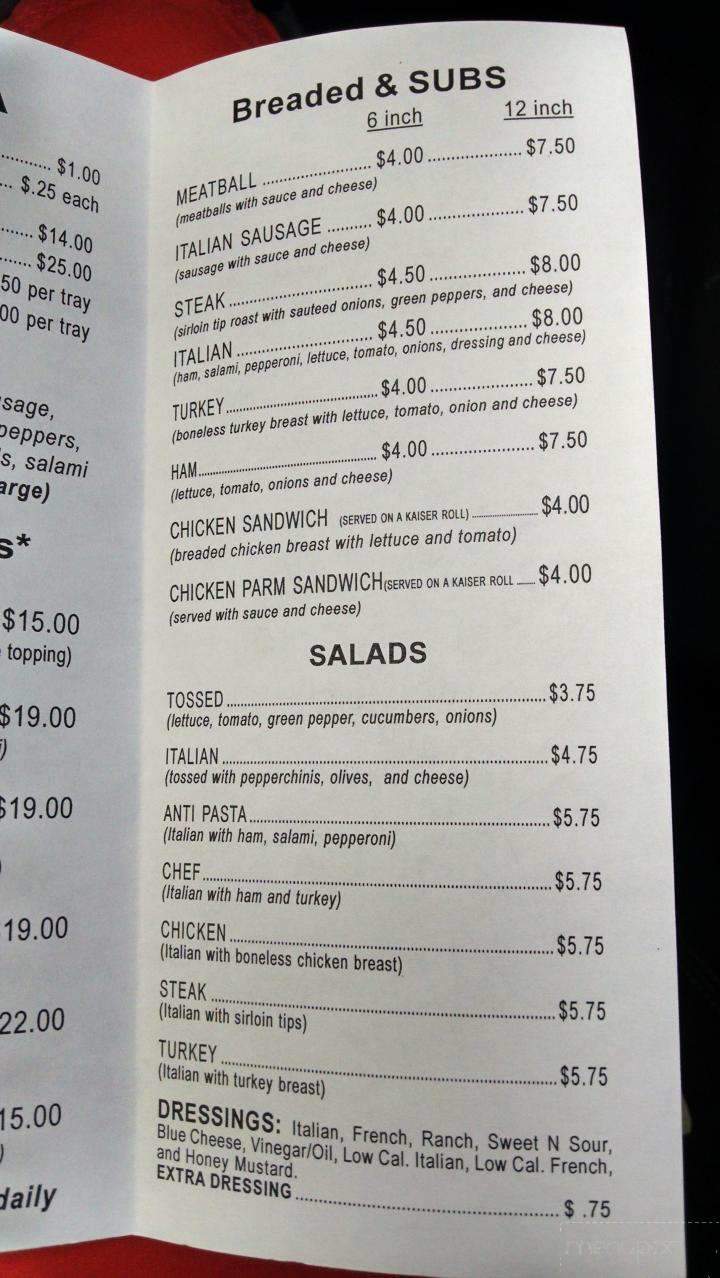 A
$1.00
$.25 each
$14.00
$25.00
50 per tray
00 per tray
sage,
peppers,
s, salami
arge)
s*
$15.00
topping)
$19.00
$19.00
19.00
22.00
15.00
daily
Breaded & SUBS
6 inch 12 inch
MEATBALL $4.00 $7.50
(meatballs with sauce and cheese)
ITALIAN SAUSAGE $4.00 $7.50
(sausage with sauce and cheese)
STEAK $4.50 $8.00
(sirloin tip roast with sauteed onions, green peppers, and cheese)
ITALIAN $4.50 $8.00
(ham, salami, pepperoni, lettuce, tomato, onions, dressing and cheese)
TURKEY $4.00 $7.50
(boneless turkey breast with lettuce, tomato, onion and cheese)
HAM $4.00 $7.50
(lettuce, tomato, onions and cheese)
CHICKEN SANDWICH (SERVED ON A KAISER ROLL) $4.00
(breaded chicken breast with lettuce and tomato)
CHICKEN PARM SANDWICH(SERVED ON A KAISER ROLL $4.00
(served with sauce and cheese)
SALADS
TOSSED $3.75
(lettuce, tomato, green pepper, cucumbers, onions)
ITALIAN $4.75
(tossed with pepperchinis, olives, and cheese)
ANTI PASTA $5.75
(Italian with ham, salami, pepperoni)
CHEF $5.75
(Italian with ham and turkey)
CHICKEN $5.75
(Italian with boneless chicken breast)
STEAK $5.75
(Italian with sirloin tips)
TURKEY $5.75
(Italian with turkey breast)
DRESSINGS: Italian, French, Ranch, Sweet N Sour,
Blue Cheese, Vinegar/Oil, Low Cal. Italian, Low Cal. French,
and Honey Mustard.
EXTRA DRESSING $ .75
menupix